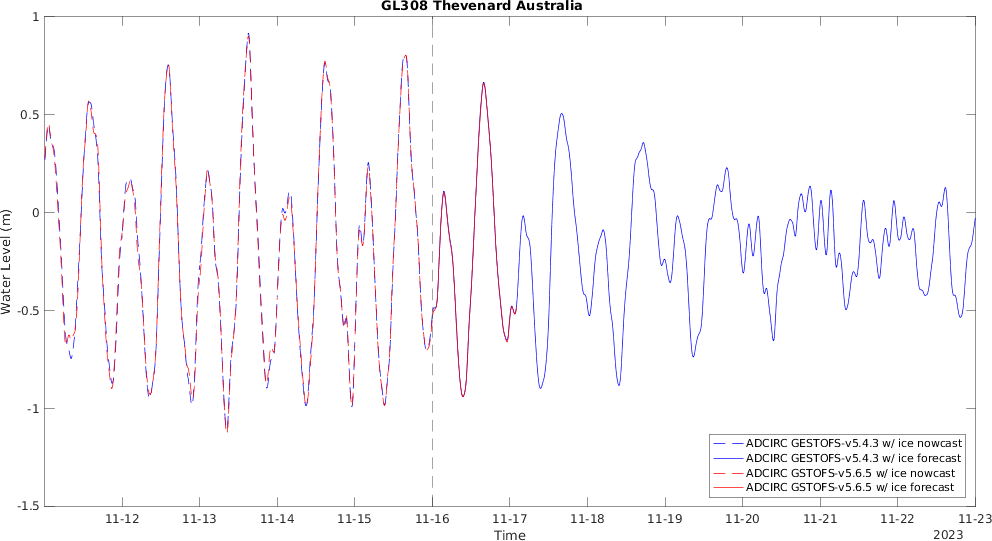 GL308 Thevenard Australia
1
0.5
0
-0.5
-1
-1.5
Water Level (m)
11-12 11-13 11-14 11-15 11-16 11-17 11-18 11-19 11-20 11-21 11-22 11-23
Time
2023
ADCIRC GESTOFS-v5.4.3 w/ ice nowcast
ADCIRC GESTOFS-v5.4.3 w/ ice forecast
ADCIRC GSTOFS-v5.6.5 w/ ice nowcast
ADCIRC GSTOFS-v5.6.5 w/ ice forecast